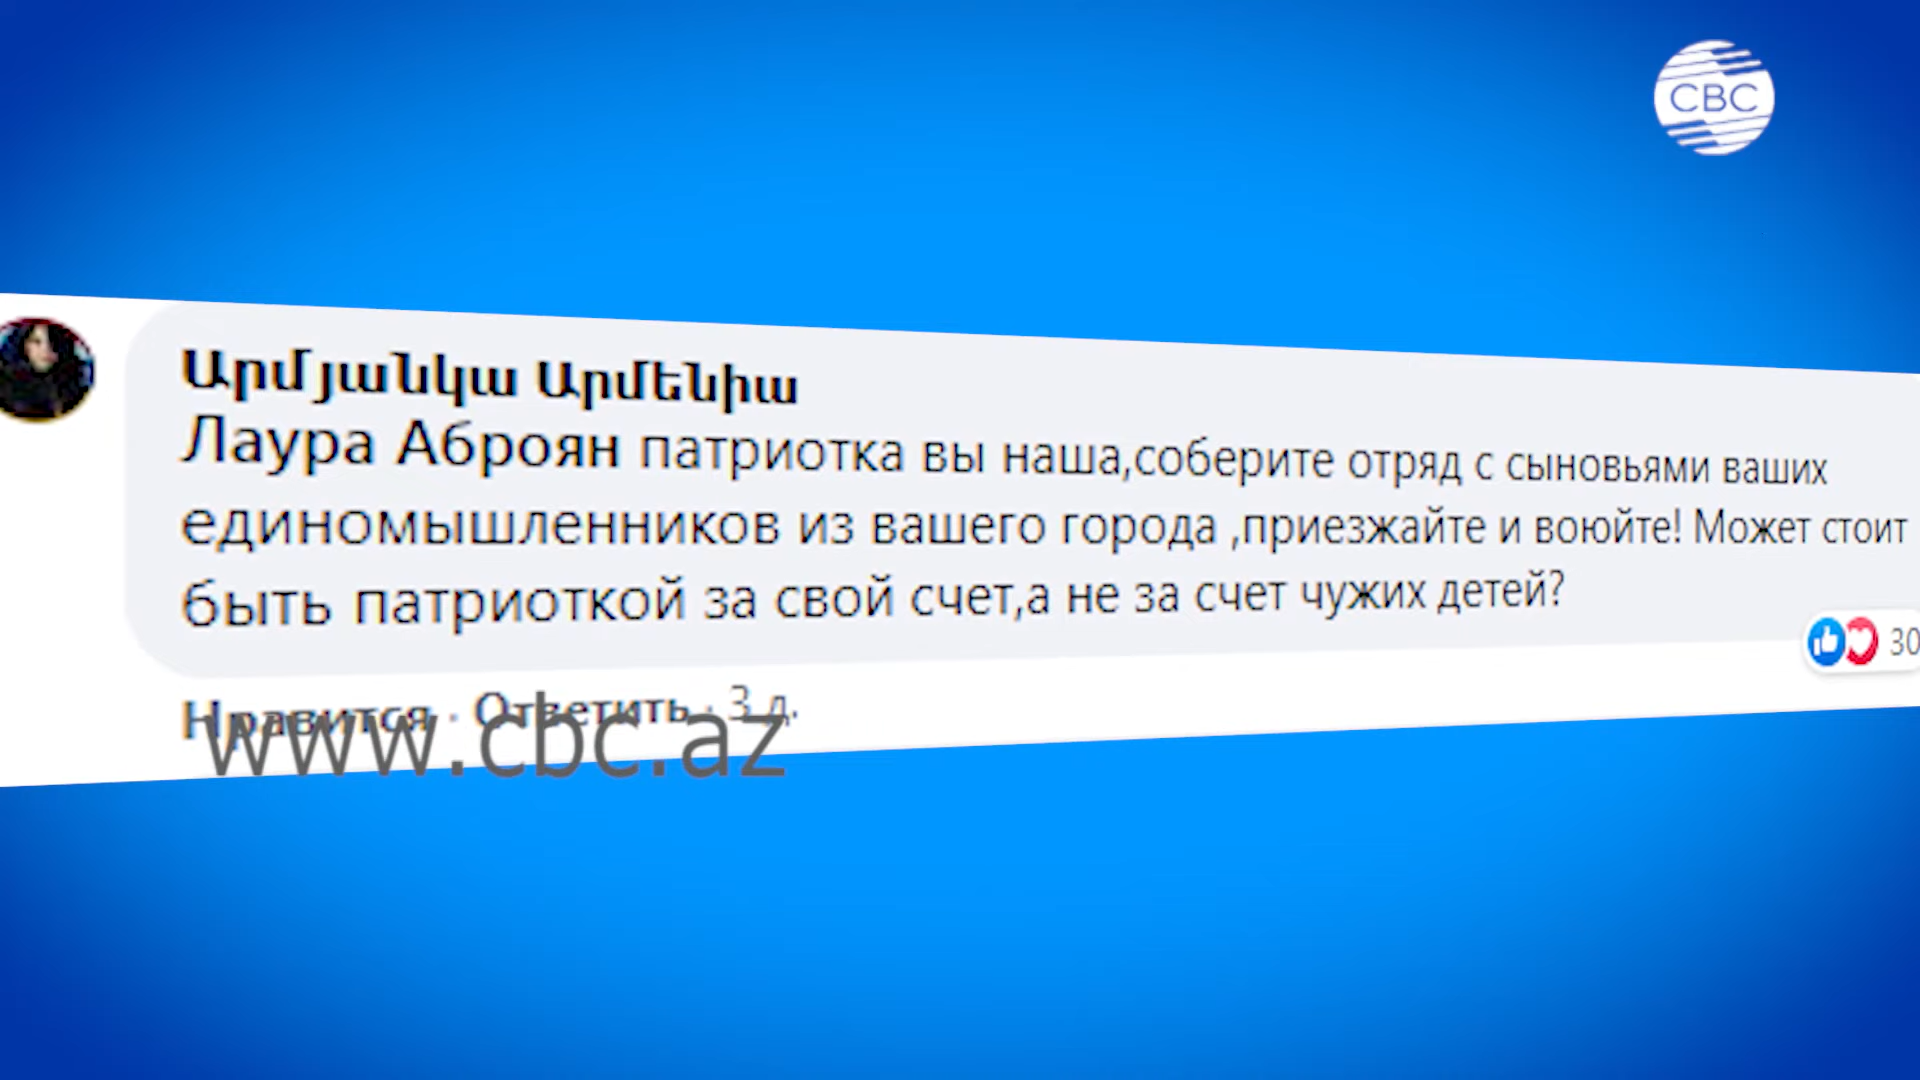 CBC
Արմյանկա Արմենիա
Лаура Аброян патриотка вы наша,соберите отряд с сыновьями ваших
единомышленников из вашего города ,приезжайте и воюйте! Может стоит
быть патриоткой за свой счет,а не за счет чужих детей?
30
Нравится · Ответить · 3 д.
www.cbc.az